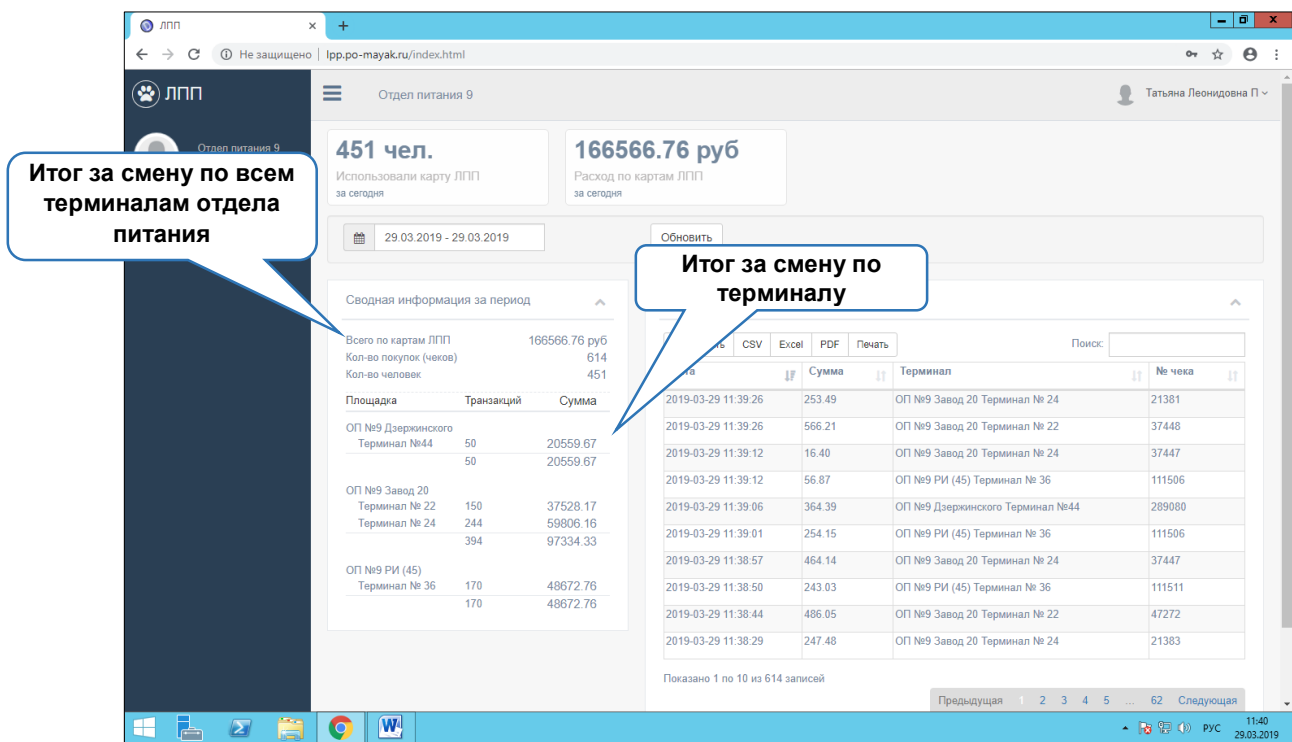 ЛПП
Не защищено | lpp.po-mayak.ru/index.html
ЛПП
Отдел питания 9
Татьяна Леонидовна П
Отдел питания 9
451 чел.
Использовали карту ЛПП
за сегодня
166566.76 руб
Расход по картам ЛПП
за сегодня
Итог за смену по всем
терминалам отдела
питания
29.03.2019 - 29.03.2019
Обновить
Итог за смену по
терминалу
Сводная информация за период
Всего по картам ЛПП 166566.76 руб
Кол-во покупок (чеков) 614
Кол-во человек 451
Площадка Транзакций Сумма
ОП №9 Дзержинского
Терминал №44 50 20559.67
50 20559.67
ОП №9 Завод 20
Терминал № 22 150 37528.17
Терминал № 24 244 59806.16
394 97334.33
ОП №9 РИ (45)
Терминал № 36 170 48672.76
170 48672.76
CSV Excel PDF Печать Поиск:
Сумма Терминал № чека
2019-03-29 11:39:26 253.49 ОП №9 Завод 20 Терминал № 24 21381
2019-03-29 11:39:26 566.21 ОП №9 Завод 20 Терминал № 22 37448
2019-03-29 11:39:12 16.40 ОП №9 Завод 20 Терминал № 24 37447
2019-03-29 11:39:12 56.87 ОП №9 РИ (45) Терминал № 36 111506
2019-03-29 11:39:06 364.39 ОП №9 Дзержинского Терминал №44 289080
2019-03-29 11:39:01 254.15 ОП №9 РИ (45) Терминал № 36 111506
2019-03-29 11:38:57 464.14 ОП №9 Завод 20 Терминал № 24 37447
2019-03-29 11:38:50 243.03 ОП №9 РИ (45) Терминал № 36 111511
2019-03-29 11:38:44 486.05 ОП №9 Завод 20 Терминал № 22 47272
2019-03-29 11:38:29 247.48 ОП №9 Завод 20 Терминал № 24 21383
Показано 1 по 10 из 614 записей
Предыдущая 1 2 3 4 5 ... 62 Следующая
РУС 11:40
29.03.2019